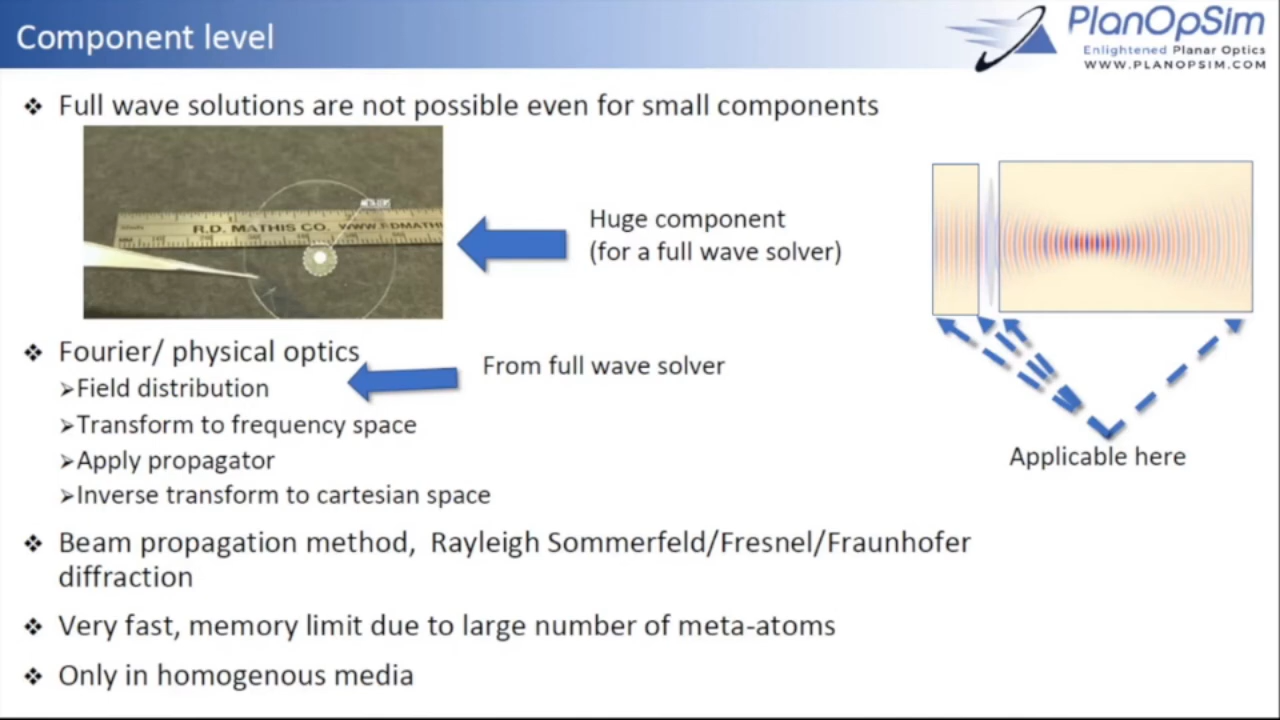 Component level
PlanOpSim
Enlightened Planar Optics
WWW.PLANOPSIM.COM
❖ Full wave solutions are not possible even for small components
METALENS
R.D. MATHIS CO. WWW.RDMATH
Huge component
(for a full wave solver)
❖ Fourier/ physical optics
From full wave solver
➢Field distribution
➢Transform to frequency space
➢Apply propagator
➢Inverse transform to cartesian space
Applicable here
❖ Beam propagation method, Rayleigh Sommerfeld/Fresnel/Fraunhofer
diffraction
❖ Very fast, memory limit due to large number of meta-atoms
❖ Only in homogenous media